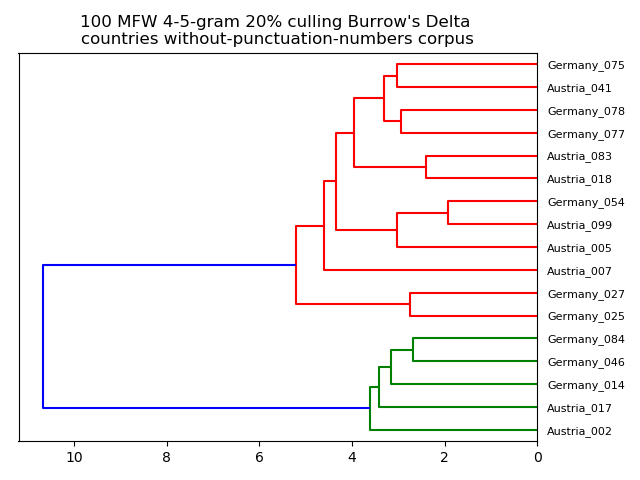 100 MFW 4-5-gram 20% culling Burrow's Delta
countries without-punctuation-numbers corpus
Germany_075
Austria_041
Germany_078
Germany_077
Austria_083
Austria_018
Germany_054
Austria_099
Austria_005
Austria_007
Germany_027
Germany_025
Germany_084
Germany_046
Germany_014
Austria_017
Austria_002
10 8 6 4 2 0